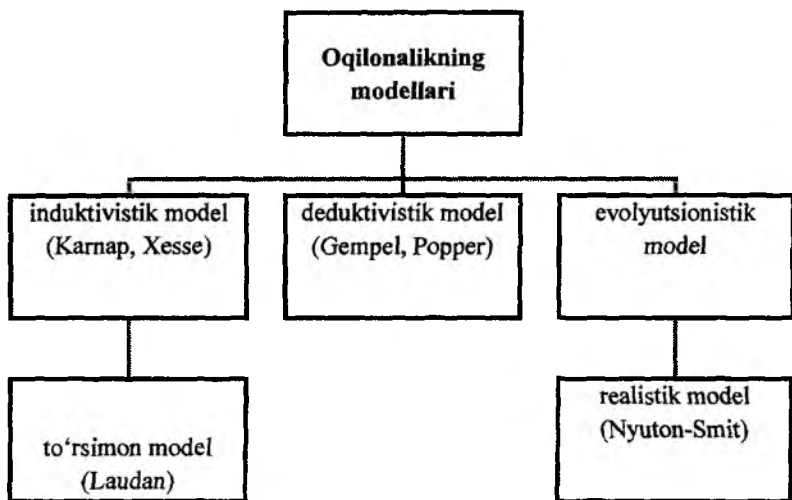 Oqilonalikning
modellari
induktivistik model
(Karnap, Xesse)
deduktivistik model
(Gempel, Popper)
evolyutsionistik
model
to‘rsimon model
(Laudan)
realistik model
(Nyuton-Smit)